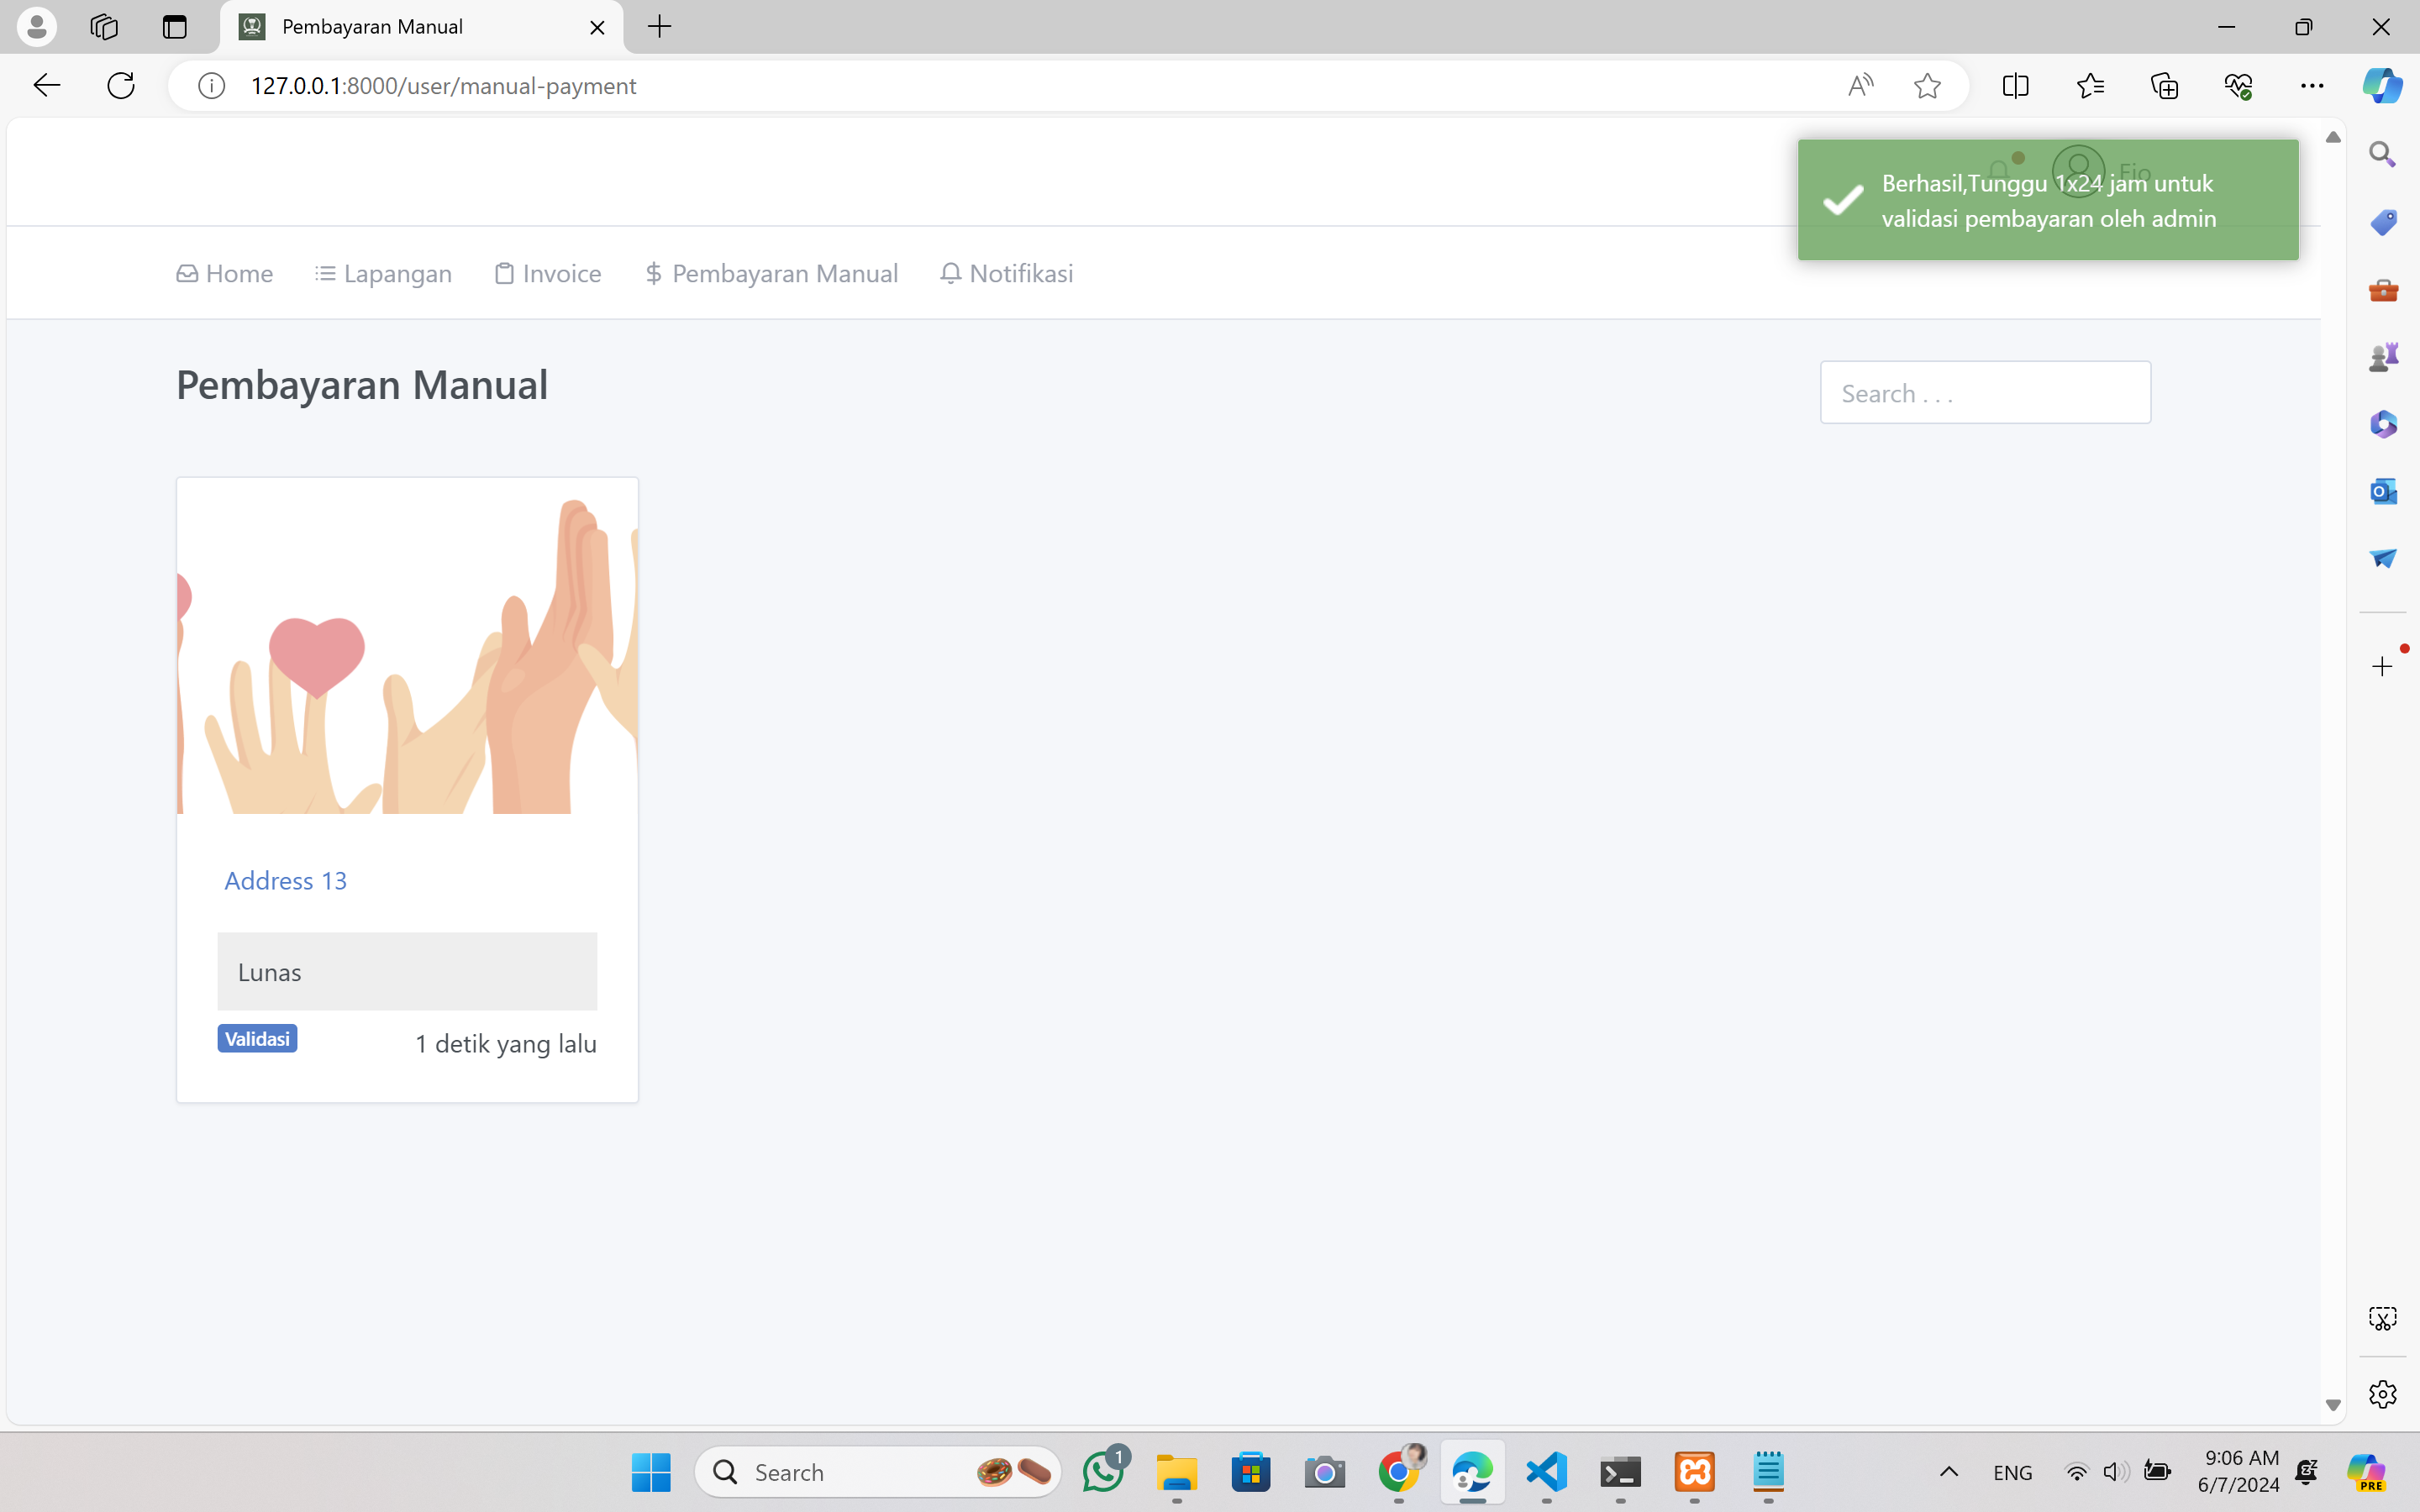 Pembayaran Manual
127.0.0.1:8000/user/manual-payment
Fio
Berhasil,Tunggu 1x24 jam untuk
validasi pembayaran oleh admin
Home Lapangan Invoice Pembayaran Manual Notifikasi
Pembayaran Manual
Search . . .
Address 13
Lunas
Validasi 1 detik yang lalu
Search
1
ENG
9:06 AM
6/7/2024
PRE